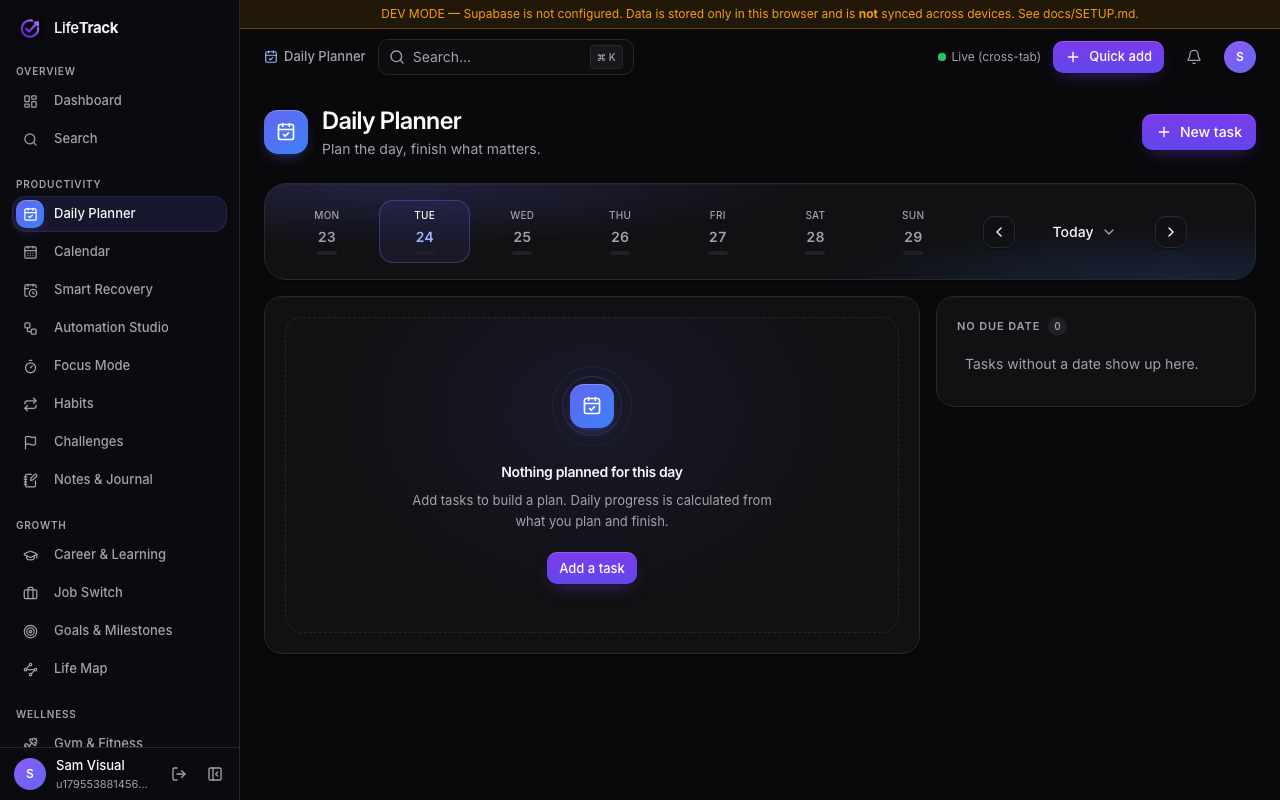 LifeTrack
OVERVIEW
Dashboard
Search
PRODUCTIVITY
Daily Planner
Calendar
Smart Recovery
Automation Studio
Focus Mode
Habits
Challenges
Notes & Journal
GROWTH
Career & Learning
Job Switch
Goals & Milestones
Life Map
WELLNESS
Gym & Fitness
S
Sam Visual
u179553881456...
DEV MODE — Supabase is not configured. Data is stored only in this browser and is not synced across devices. See docs/SETUP.md.
Daily Planner
Search...
⌘ K
Live (cross-tab)
Quick add
S
Daily Planner
Plan the day, finish what matters.
New task
MON TUE WED THU FRI SAT SUN
23 24 25 26 27 28 29
Today
Nothing planned for this day
Add tasks to build a plan. Daily progress is calculated from
what you plan and finish.
Add a task
NO DUE DATE 0
Tasks without a date show up here.